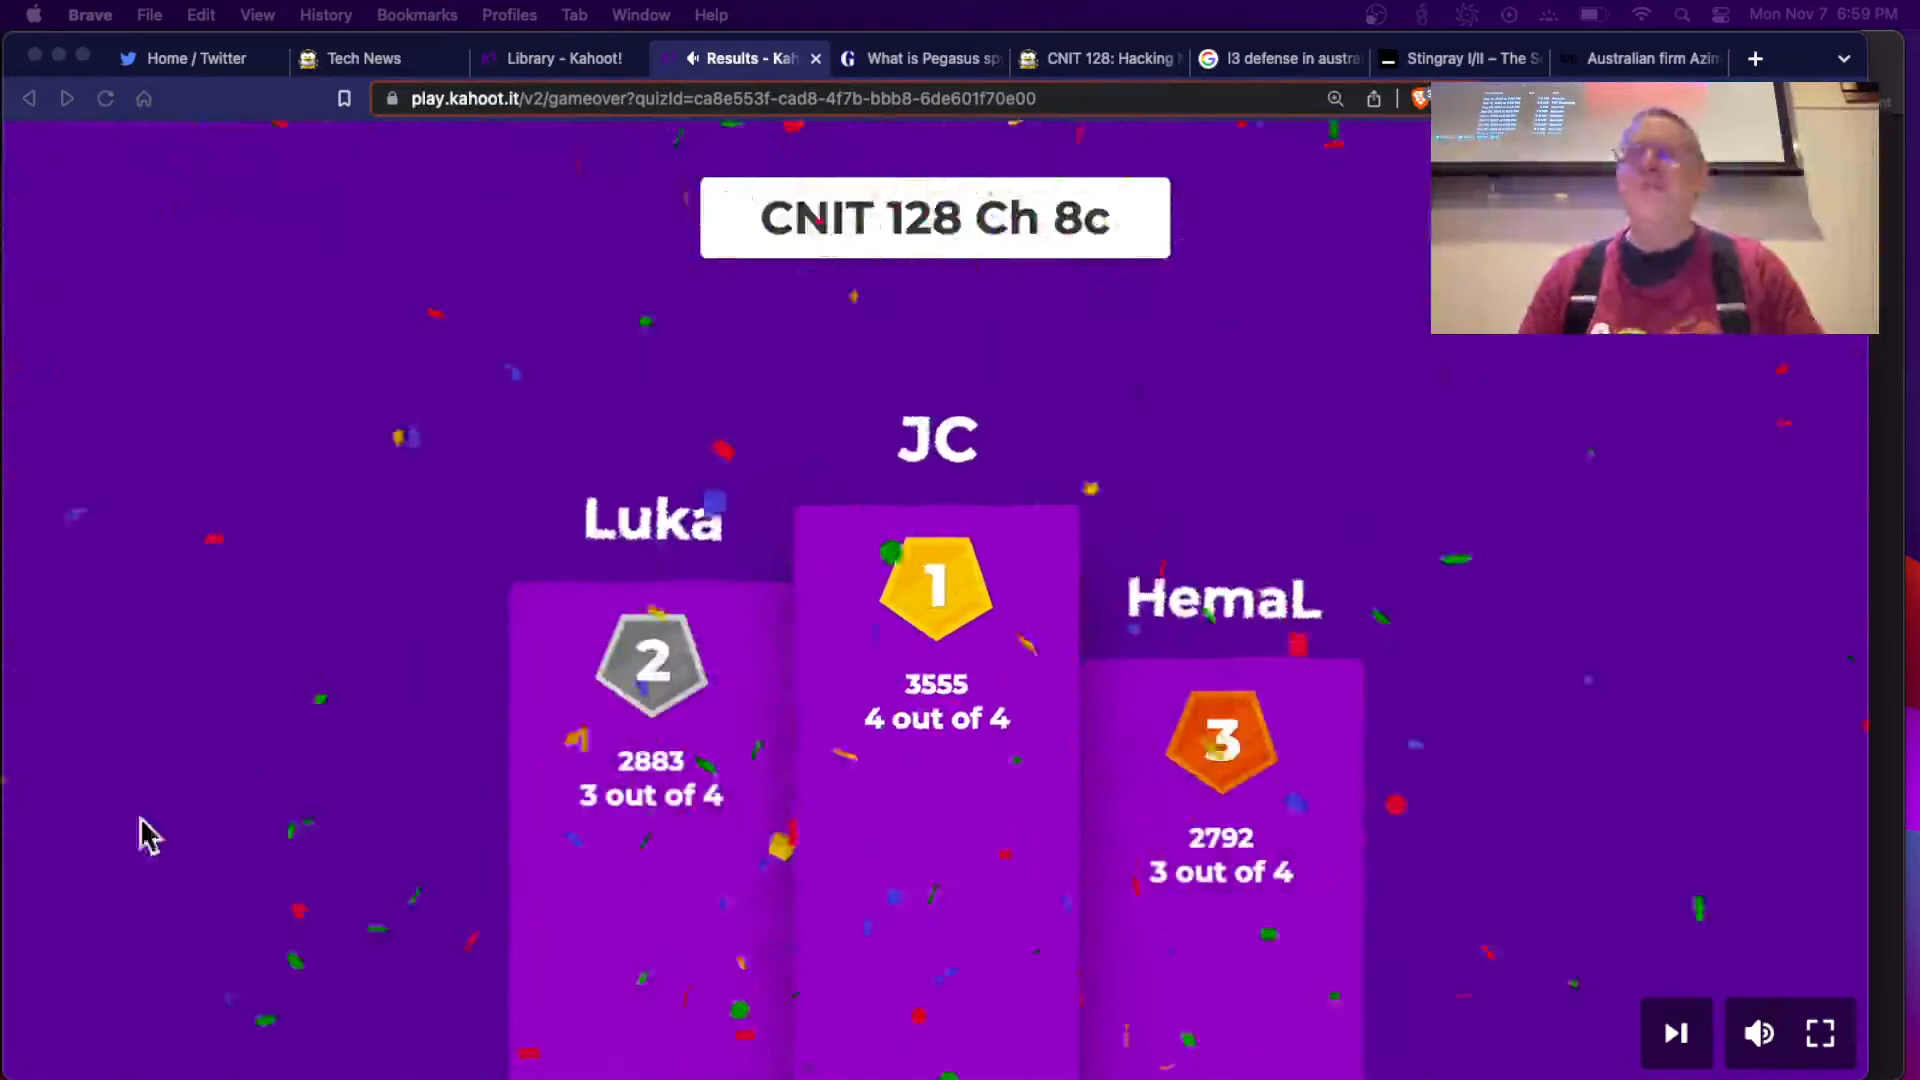 Brave File Edit View History Bookmarks Profiles Tab Window Help Mon Nov 7 6:59 PM
Home / Twitter Tech News Library - Kahoot! Results - Kah What is Pegasus sp CNIT 128: Hacking l3 defense in austra Stingray I/II – The S Australian firm Azim
play.kahoot.it/v2/gameover?quizId=ca8e553f-cad8-4f7b-bbb8-6de601f70e00
CNIT 128 Ch 8c
JC
Luka
HemaL
1
2
3555
3
4 out of 4
2883
3 out of 4
2792
3 out of 4